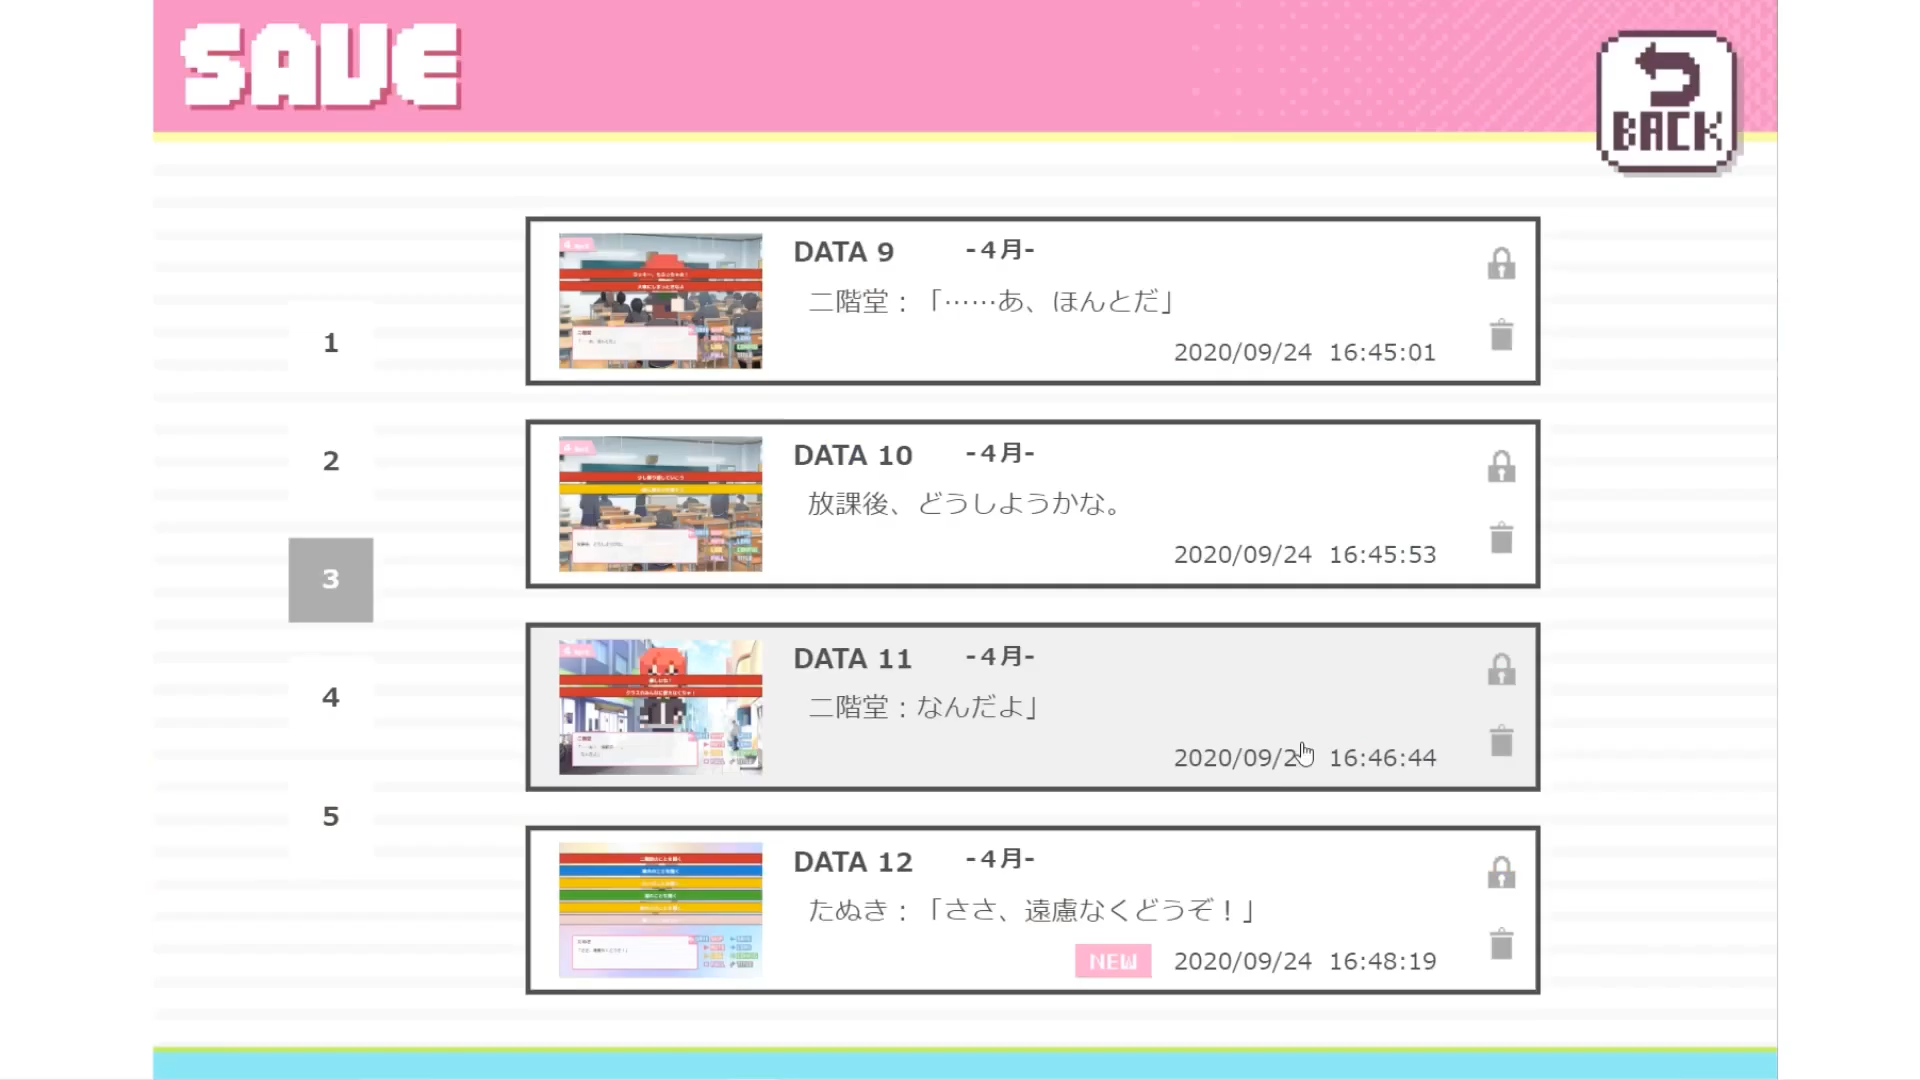 SAVE
BACK
1
2
3
4
5
DATA 9 -４月-
二階堂：「……あ、ほんとだ」
2020/09/24 16:45:01
DATA 10 -４月-
放課後、どうしようかな。
2020/09/24 16:45:53
DATA 11 -４月-
二階堂：なんだよ」
16:46:44
DATA 12 -４月-
たぬき：「ささ、遠慮なくどうぞ！」
NEW 2020/09/24 16:48:19